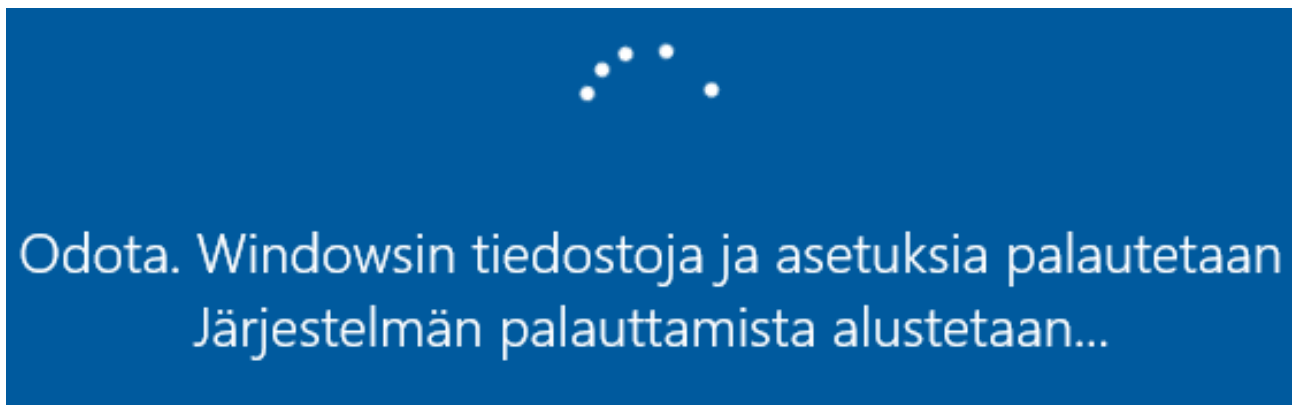 Odota. Windowsin tiedostoja ja asetuksia palautetaan
Järjestelmän palauttamista alustetaan...